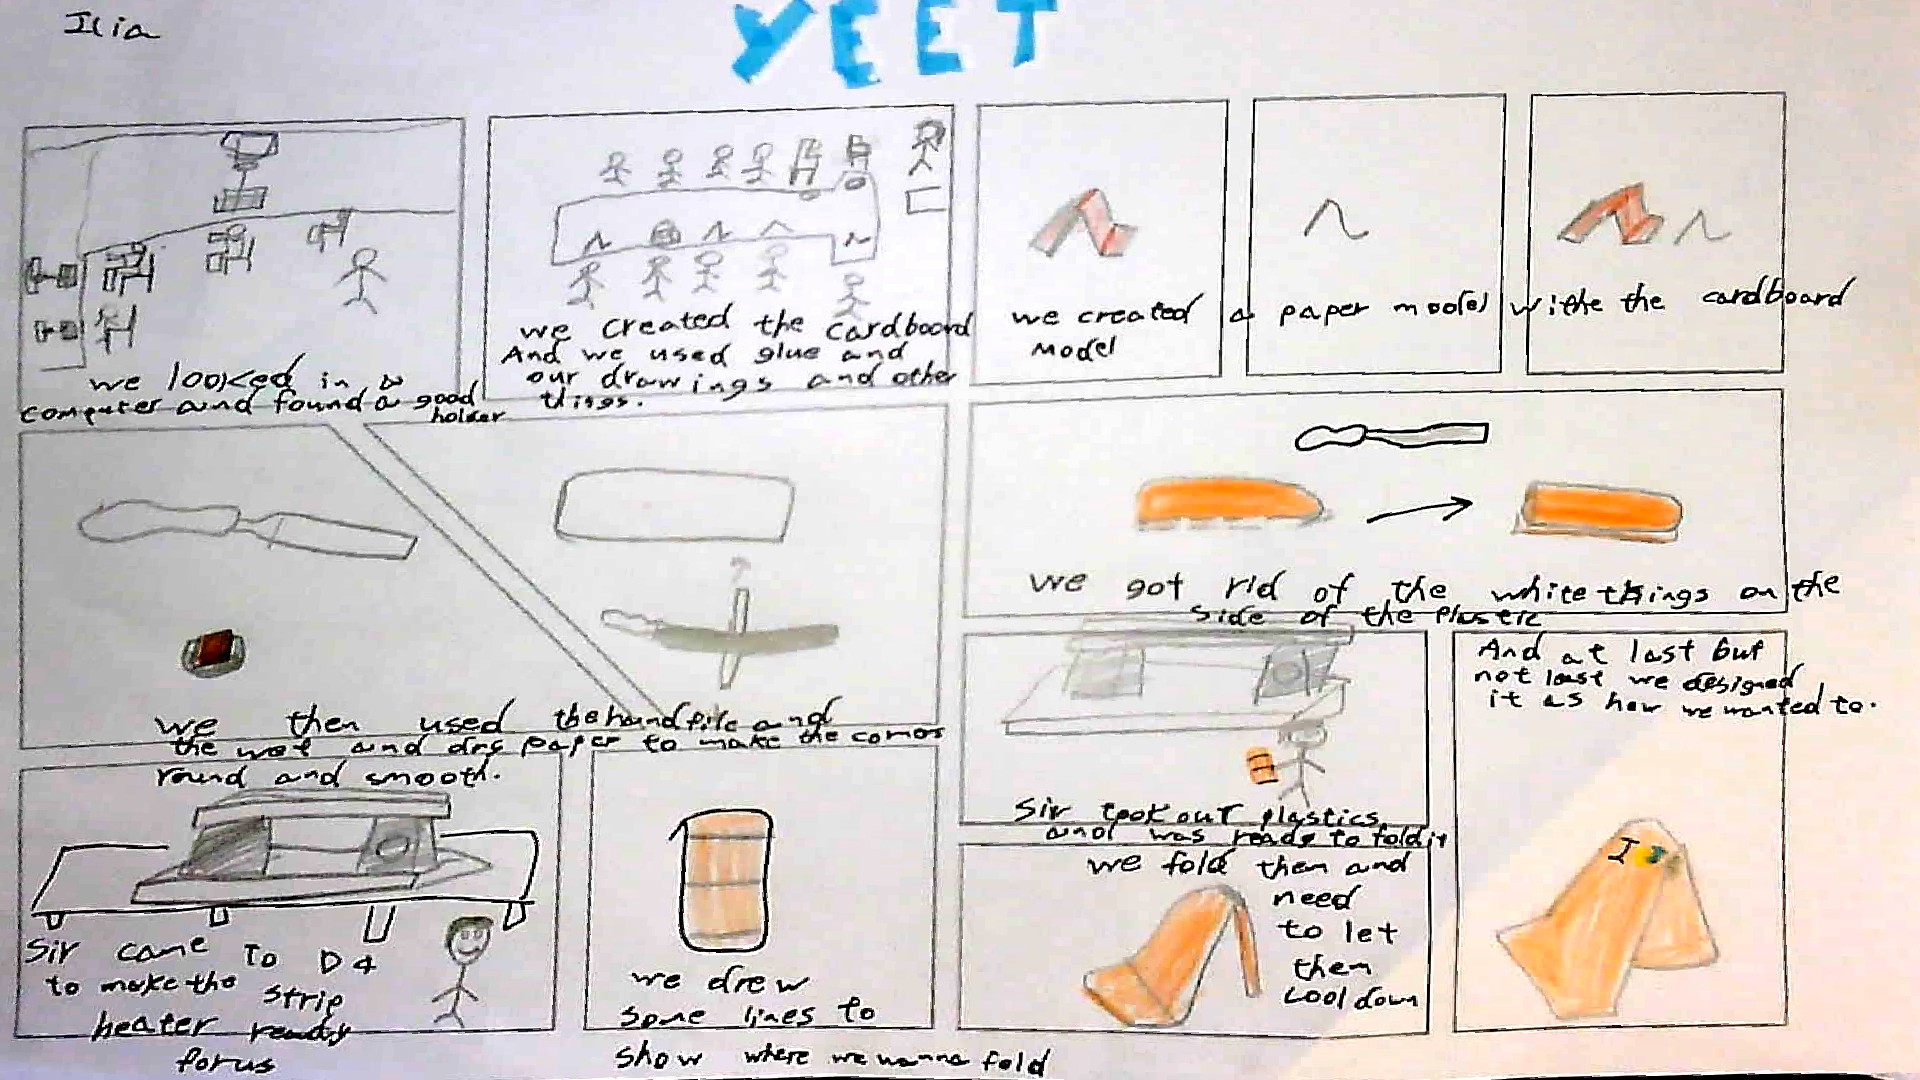 Ilia
YEET
we looked in a
computer and found a good
holder
we created the cardboard
And we used glue and
our drawings and other
things.
we created a paper model withe the cardboard
Model
we then used the hand file and
the wet and dry paper to make the cornos
round and smooth.
we got rid of the white things on the
side of the Plastic
Sir came To D4
to make the strip
heater ready
for us
we drew
some lines to
show where we wanna fold
Sir took out plastics
and was ready to fold it
we fold them and
need
to let
them
cool down
And at last but
not last we designed
it as how we wanted to.
I